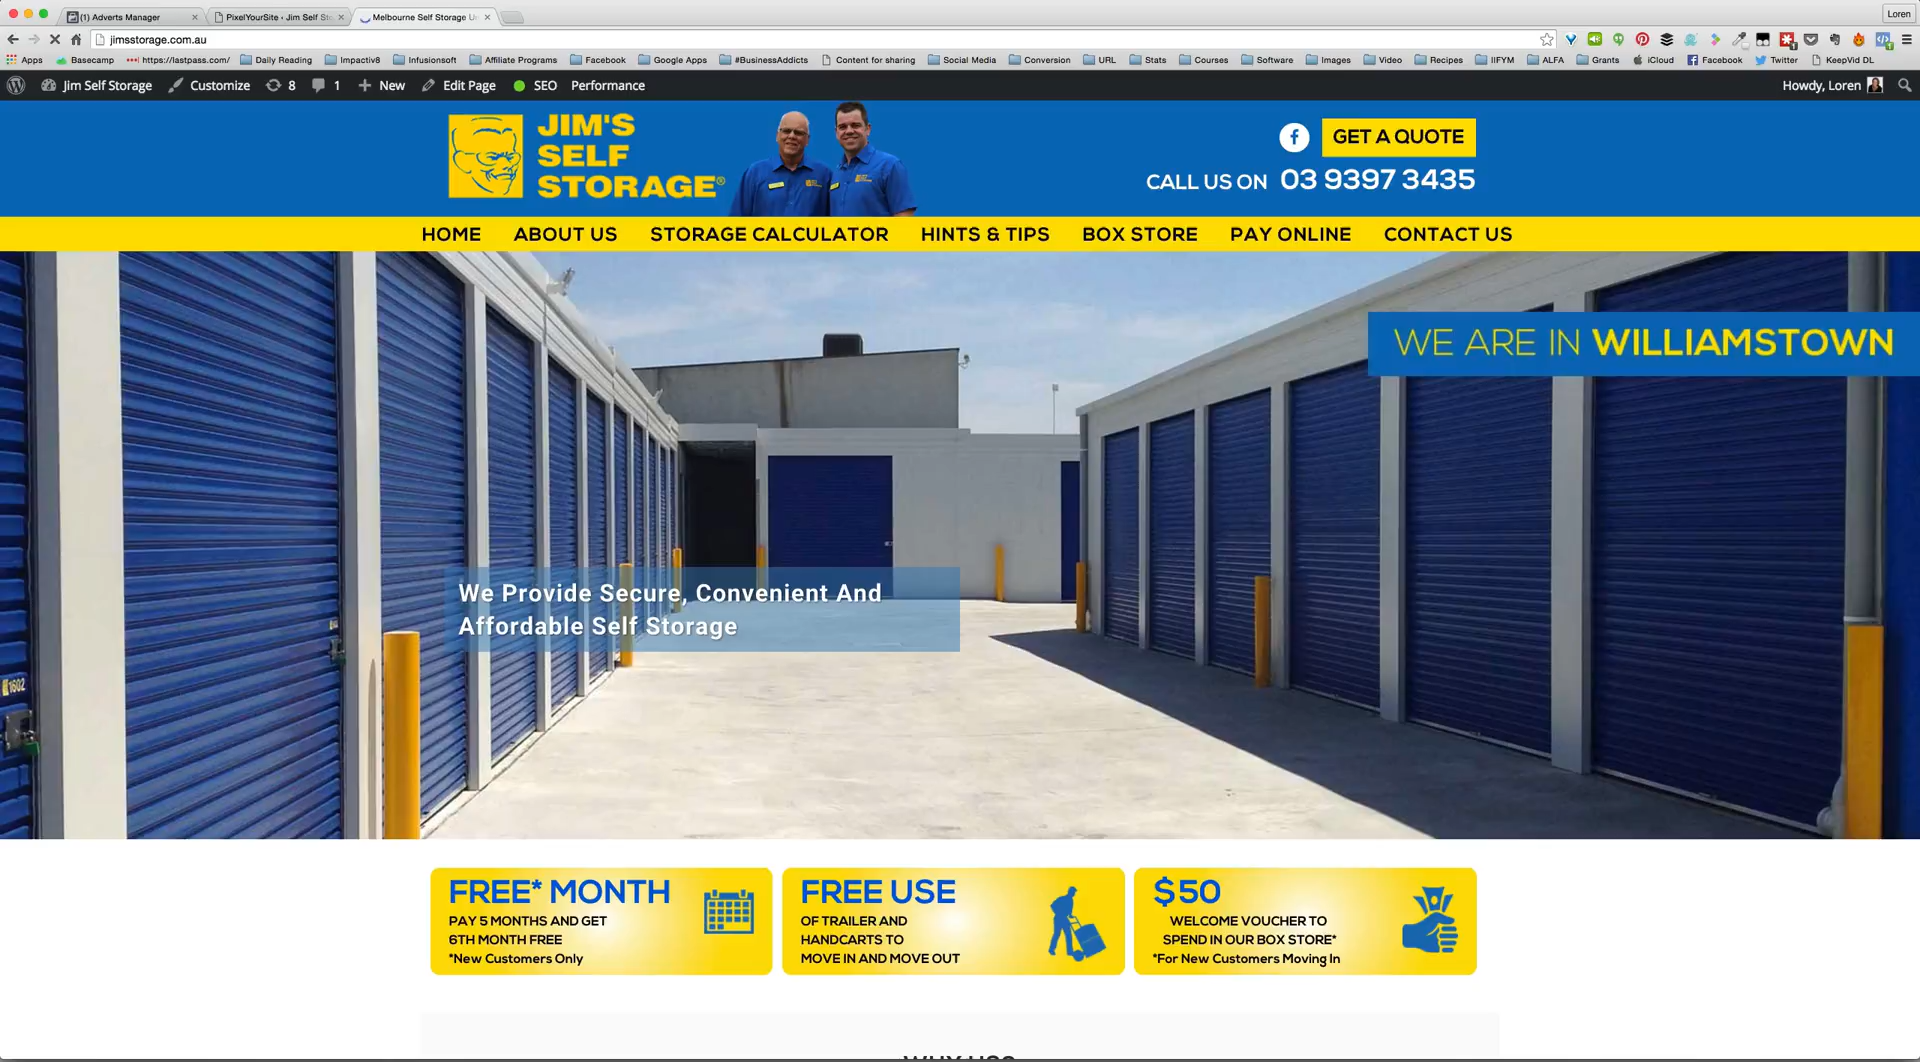 (1) Adverts Manager
PixelYourSite ‹ Jim Self St
Melbourne Self Storage U
Loren
jimsstorage.com.au
Apps Basecamp https://lastpass.com/ Daily Reading Impactiv8 Infusionsoft Affiliate Programs Facebook Google Apps #BusinessAddicts Content for sharing Social Media Conversion URL Stats Courses Software Images Video Recipes IIFYM ALFA Grants iCloud Facebook Twitter KeepVid DL
Jim Self Storage Customize 8 1 New Edit Page SEO Performance Howdy, Loren
JIM'S
SELF
STORAGE®
f GET A QUOTE
CALL US ON 03 9397 3435
HOME ABOUT US STORAGE CALCULATOR HINTS & TIPS BOX STORE PAY ONLINE CONTACT US
WE ARE IN WILLIAMSTOWN
We Provide Secure, Convenient And
Affordable Self Storage
1602
FREE* MONTH
PAY 5 MONTHS AND GET
6TH MONTH FREE
*New Customers Only
FREE USE
OF TRAILER AND
HANDCARTS TO
MOVE IN AND MOVE OUT
$50
WELCOME VOUCHER TO
SPEND IN OUR BOX STORE*
*For New Customers Moving In